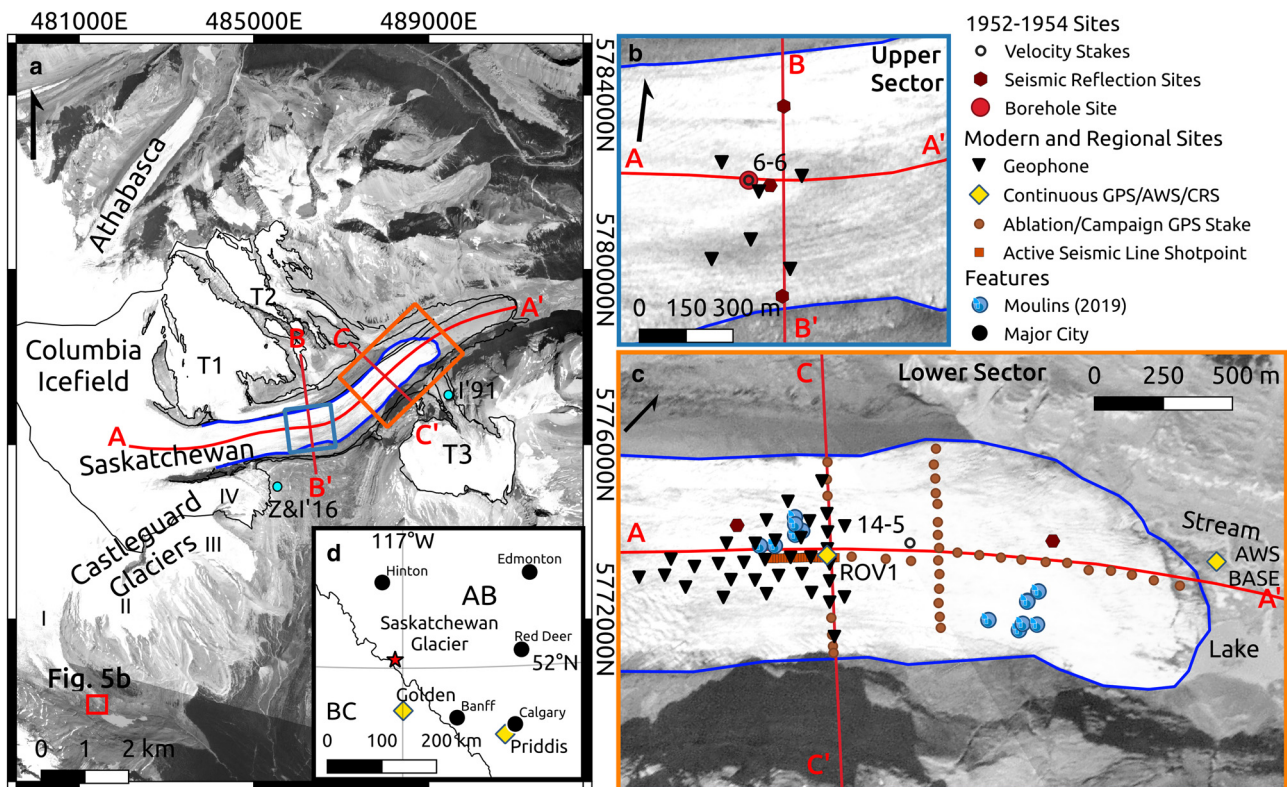 481000E 485000E 489000E
a
Athabasca
T2
T1
B
C
A'
Columbia
Icefield
I'91
A
C'
T3
Saskatchewan
B'
IV
Z&I'16
Castleguard
Glaciers
III
II
I
Fig. 5b
0 1 2 km
5784000N
5780000N
5776000N
5772000N
d
117°W
Edmonton
Hinton
AB
Saskatchewan
Glacier
Red Deer
52°N
Golden
BC
Banff
Calgary
Priddis
0 100 200 km
b
B
Upper
Sector
A
6-6
A'
0 150 300 m
B'
1952-1954 Sites
Velocity Stakes
Seismic Reflection Sites
Borehole Site
Modern and Regional Sites
Geophone
Continuous GPS/AWS/CRS
Ablation/Campaign GPS Stake
Active Seismic Line Shotpoint
Features
Moulins (2019)
Major City
c
C
Lower Sector
0 250 500 m
A
14-5
Stream
ROV1
AWS
BASE
A'
Lake
C'